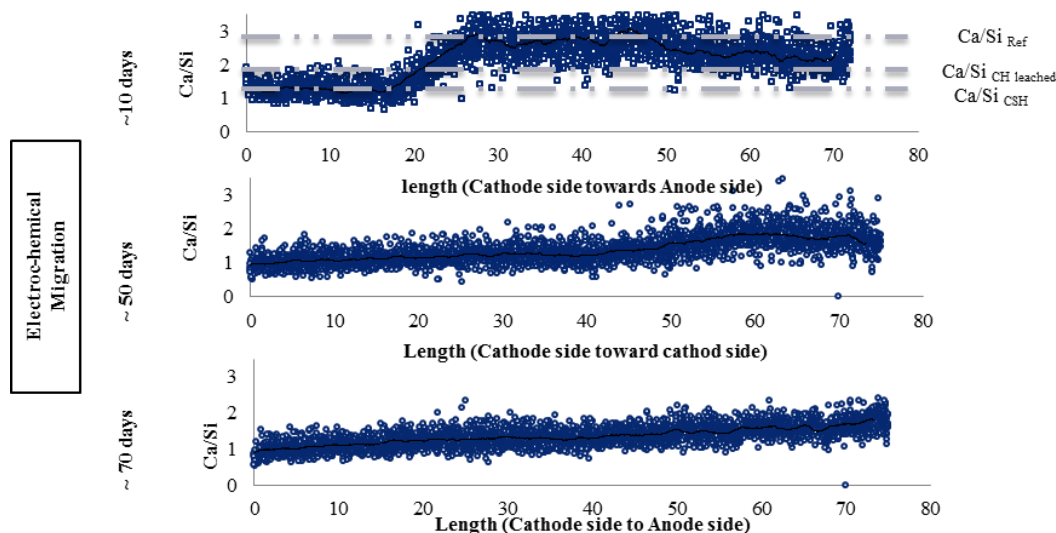 Electroc-hemical
Migration
~10 days
Ca/Si
3
2
1
0
0 10 20 30 40 50 60 70 80
length (Cathode side towards Anode side)
Ca/Si Ref
Ca/Si CH leached
Ca/Si CSH
~ 50 days
Ca/Si
3
2
1
0
0 10 20 30 40 50 60 70 80
Length (Cathode side toward cathod side)
~ 70 days
Ca/Si
3
2
1
0
0 10 20 30 40 50 60 70 80
Length (Cathode side to Anode side)